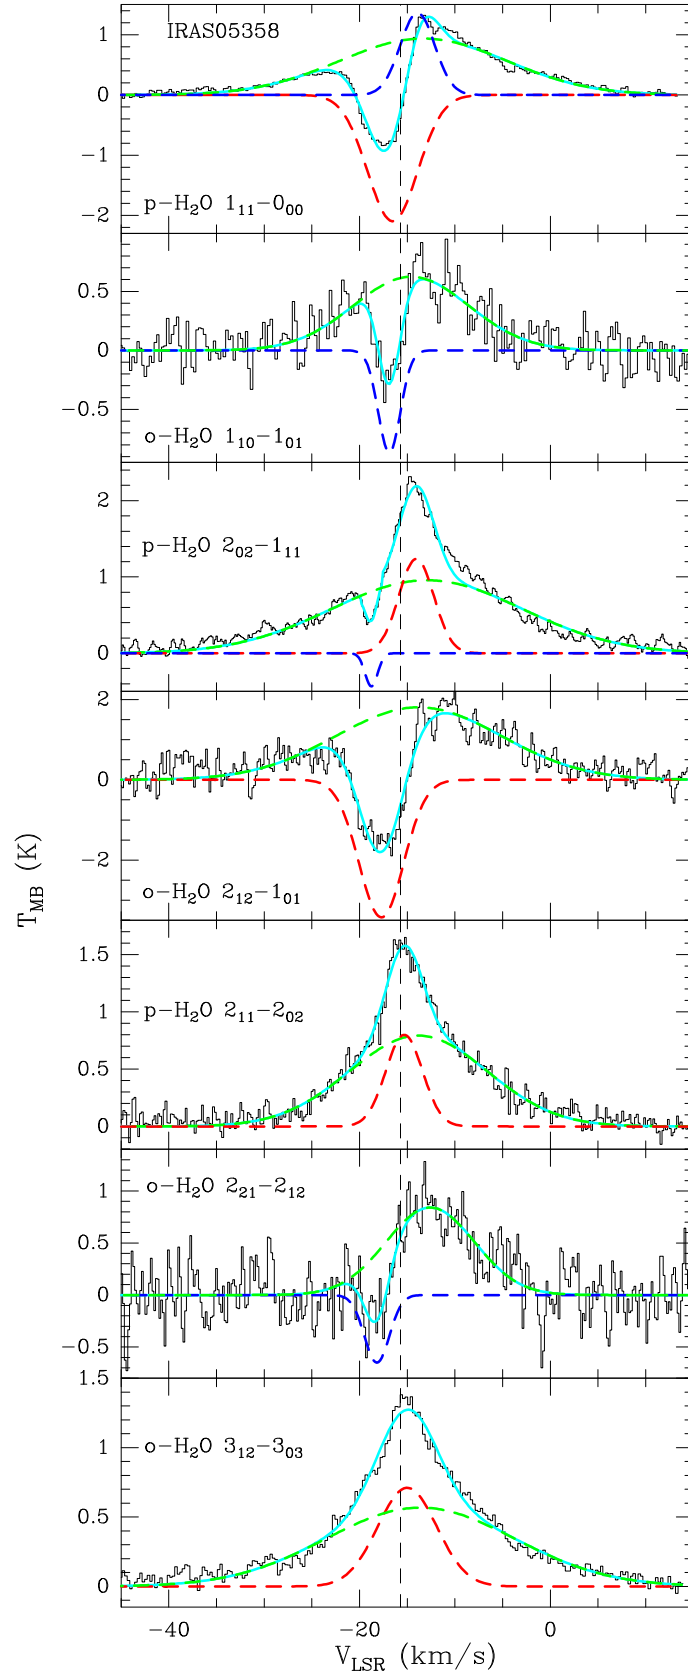 IRAS05358
1
0
−1
−2
p−H₂O 1₁₁−0₀₀
0.5
0
−0.5
o−H₂O 1₁₀−1₀₁
2
1
0
p−H₂O 2₀₂−1₁₁
2
0
−2
o−H₂O 2₁₂−1₀₁
T_MB (K)
1.5
1
0.5
0
p−H₂O 2₁₁−2₀₂
o−H₂O 2₂₁−2₁₂
1
0.5
0
−0.5
1.5
o−H₂O 3₁₂−3₀₃
1
0.5
0
−40 −20 0
V_LSR (km/s)